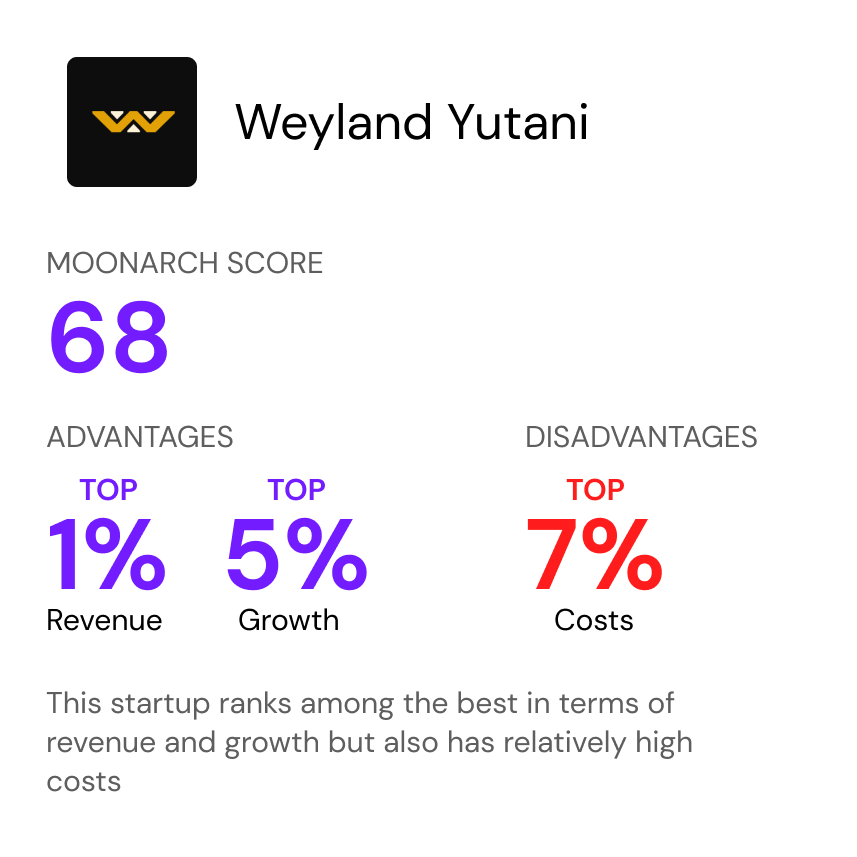 Weyland Yutani
MOONARCH SCORE
68
ADVANTAGES
DISADVANTAGES
TOP
TOP
TOP
1%
5%
7%
Revenue
Growth
Costs
This startup ranks among the best in terms of
revenue and growth but also has relatively high
costs